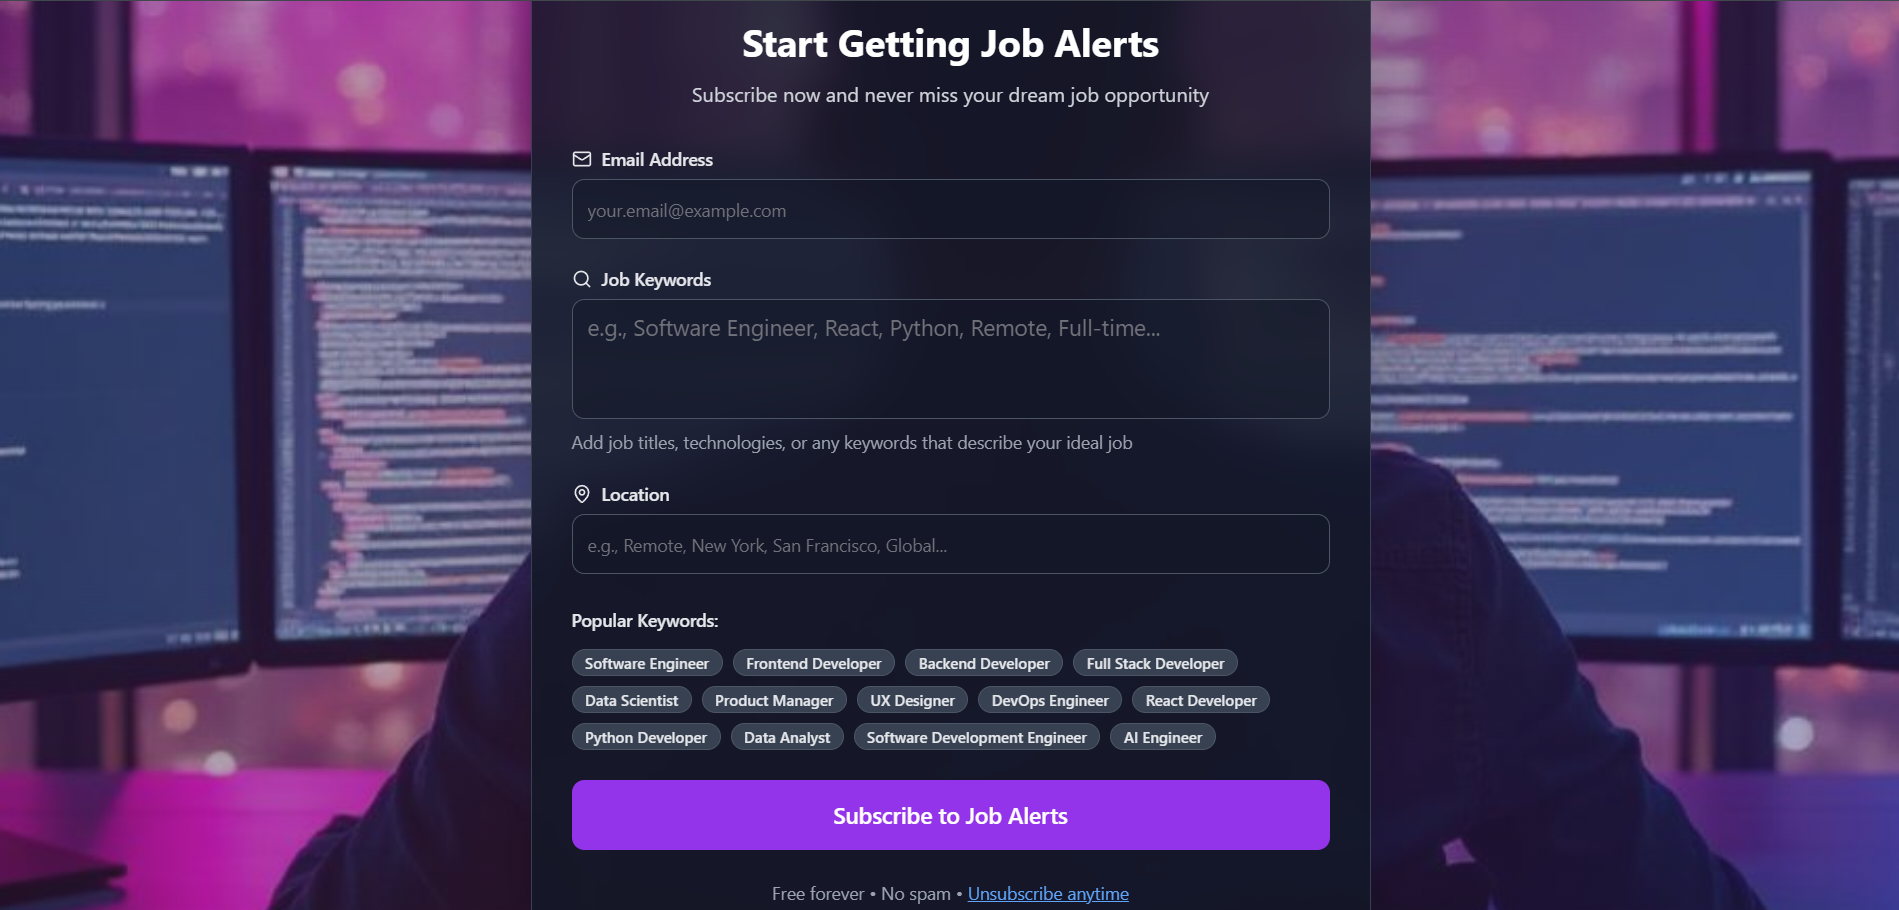 Start Getting Job Alerts
Subscribe now and never miss your dream job opportunity
Email Address
your.email@example.com
Job Keywords
e.g., Software Engineer, React, Python, Remote, Full-time...
Add job titles, technologies, or any keywords that describe your ideal job
Location
e.g., Remote, New York, San Francisco, Global...
Popular Keywords:
Software Engineer Frontend Developer Backend Developer Full Stack Developer
Data Scientist Product Manager UX Designer DevOps Engineer React Developer
Python Developer Data Analyst Software Development Engineer AI Engineer
Subscribe to Job Alerts
Free forever • No spam • Unsubscribe anytime